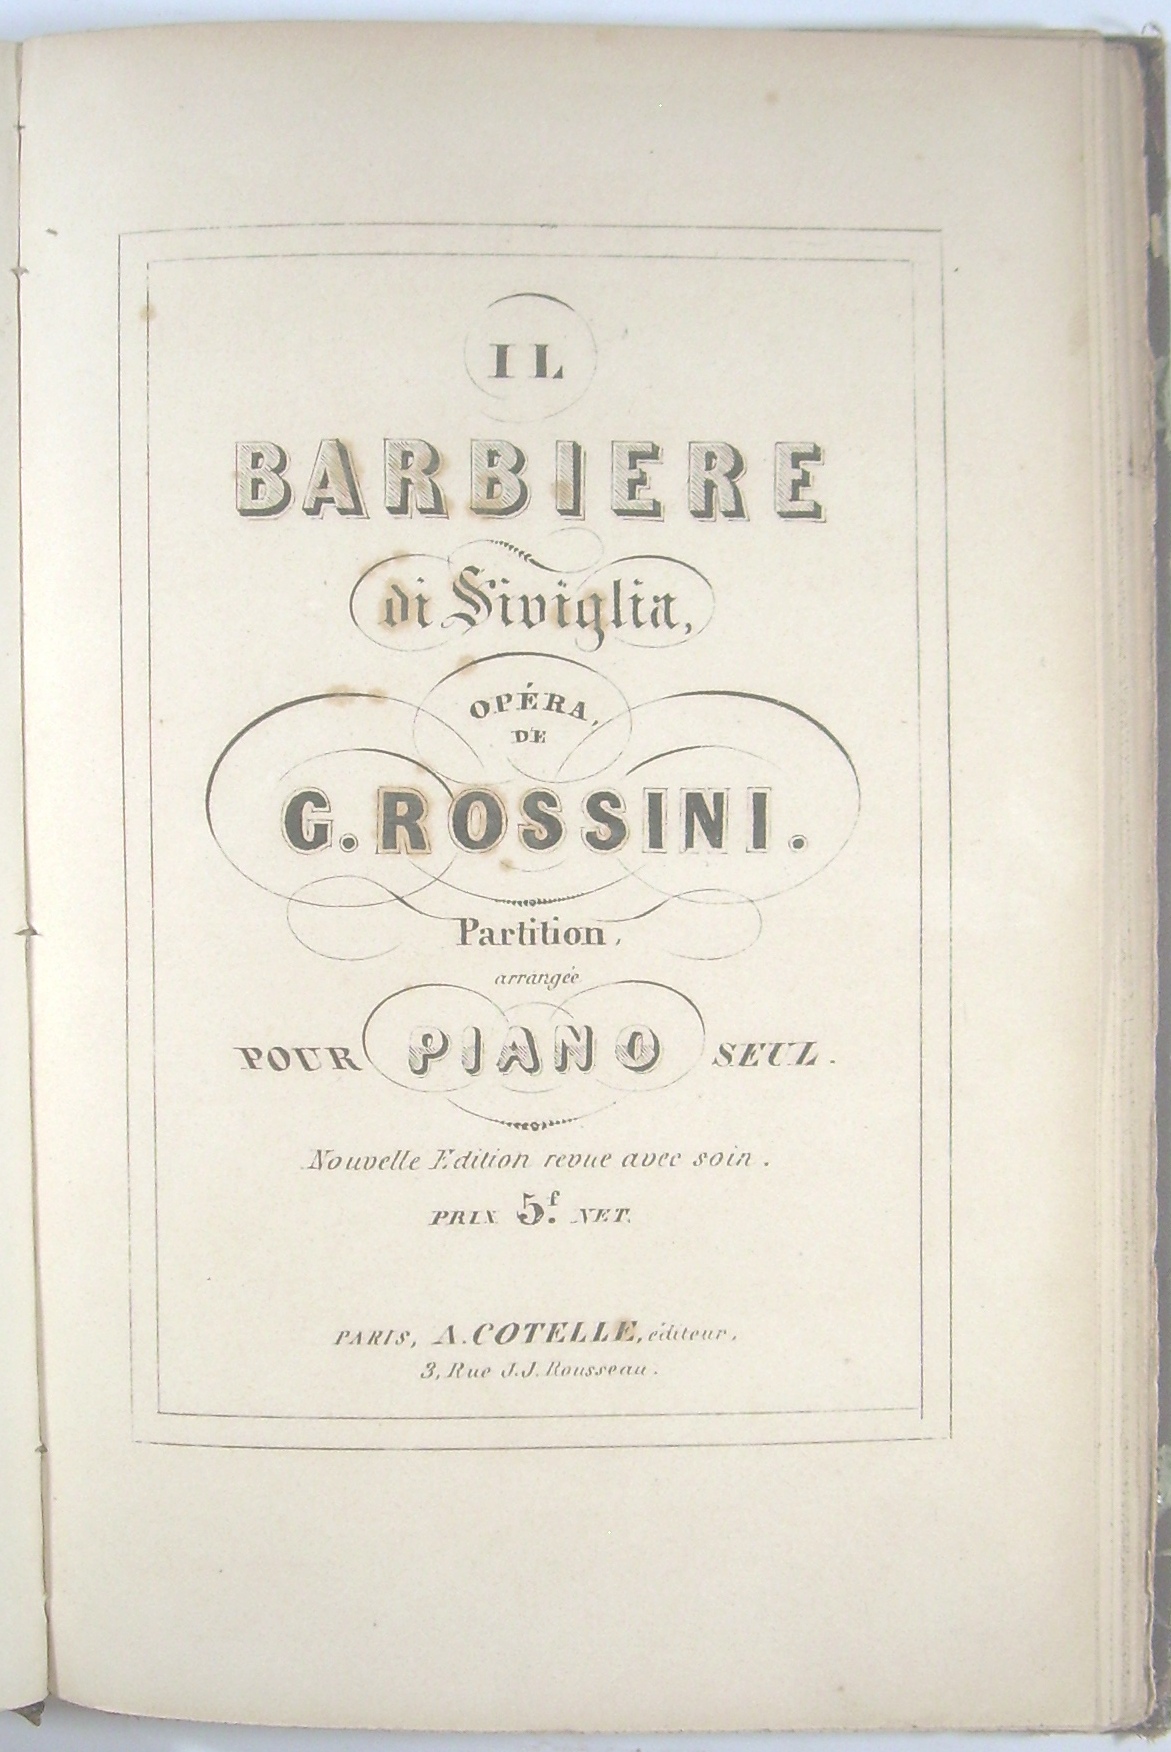 IL
BARBIERE
di Siviglia,
OPÉRA,
DE
G. ROSSINI.
Partition,
arrangée
POUR PIANO SEUL.
Nouvelle Edition revue avec soin.
PRIX 5f. NET.
PARIS, A. COTELLE, éditeur,
3, Rue J.J. Rousseau.